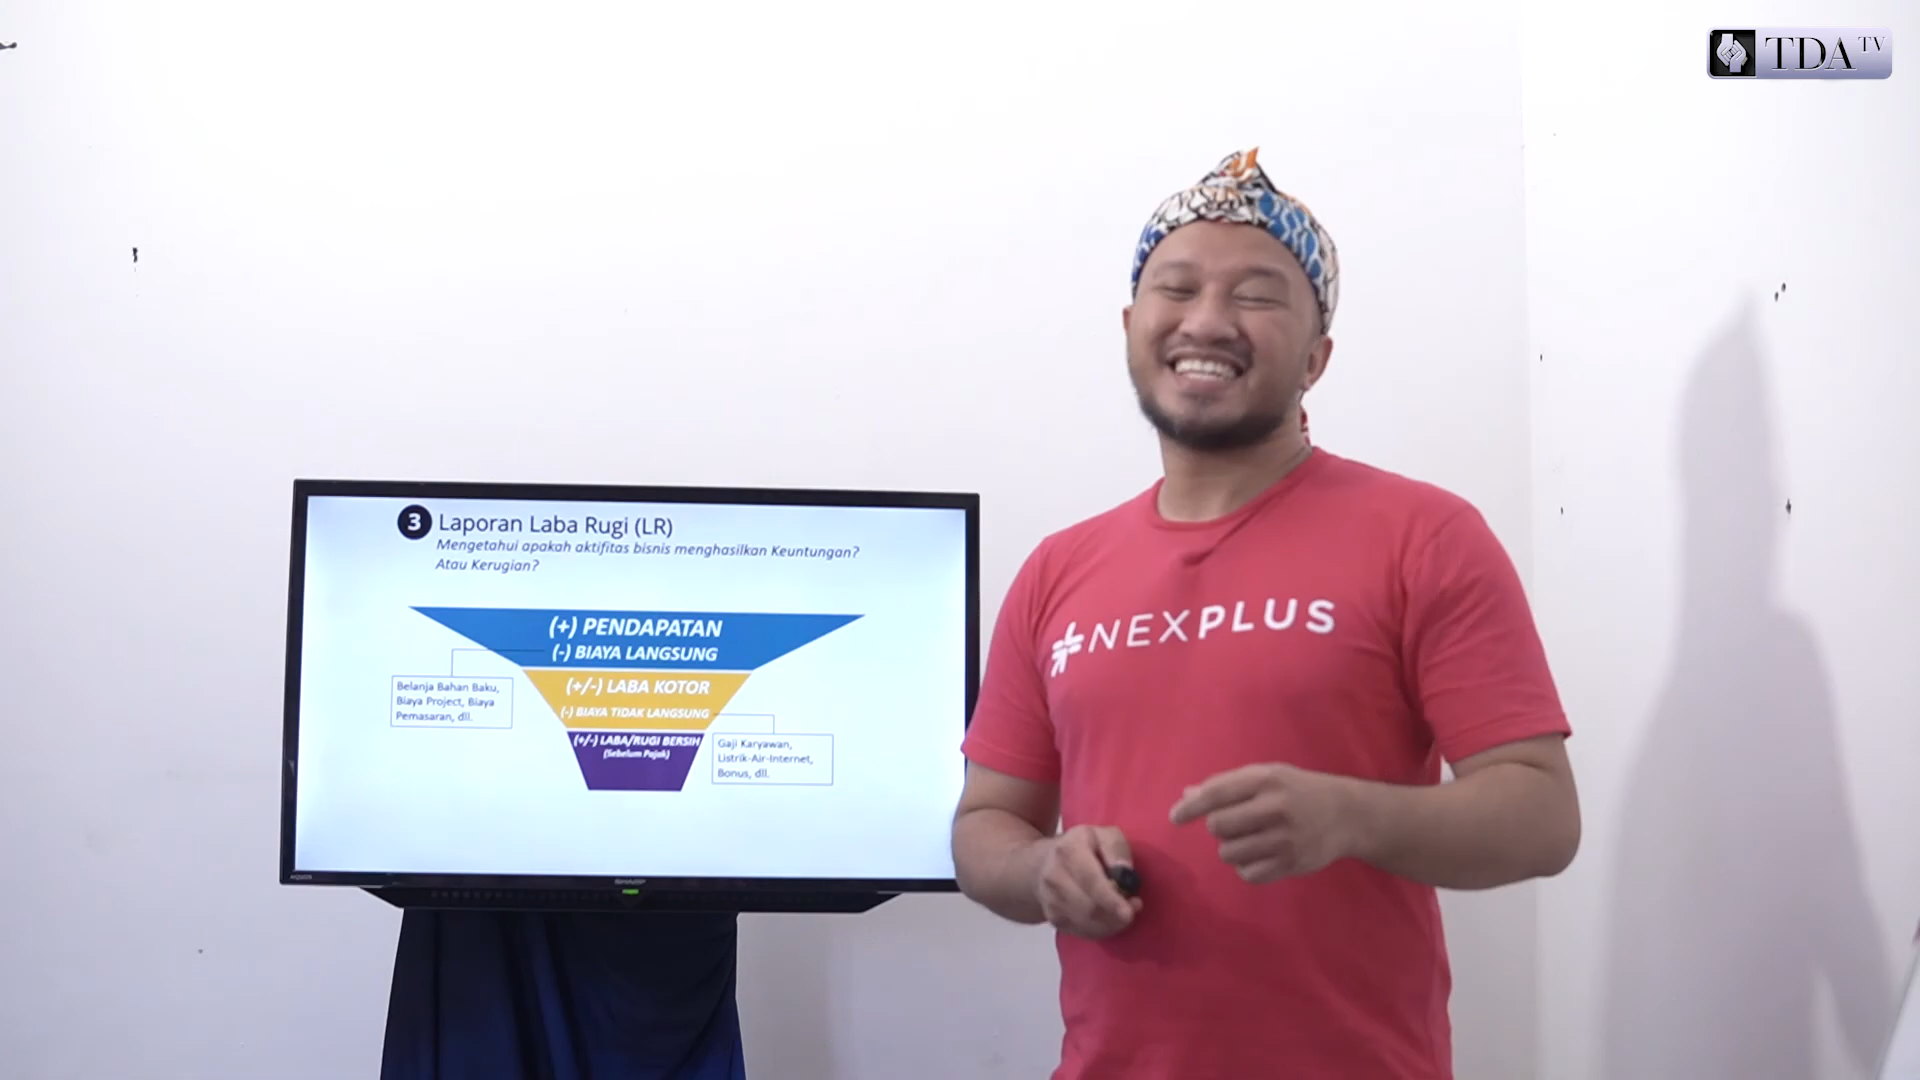 TDA TV
3 Laporan Laba Rugi (LR)
Mengetahui apakah aktifitas bisnis menghasilkan Keuntungan?
Atau Kerugian?
(+) PENDAPATAN
(-) BIAYA LANGSUNG
Belanja Bahan Baku,
Biaya Project, Biaya
Pemasaran, dll.
(+/-) LABA KOTOR
(-) BIAYA TIDAK LANGSUNG
(+/-) LABA/RUGI BERSIH
(Sebelum Pajak)
Gaji Karyawan,
Listrik-Air-Internet,
Bonus, dll.
NEXPLUS